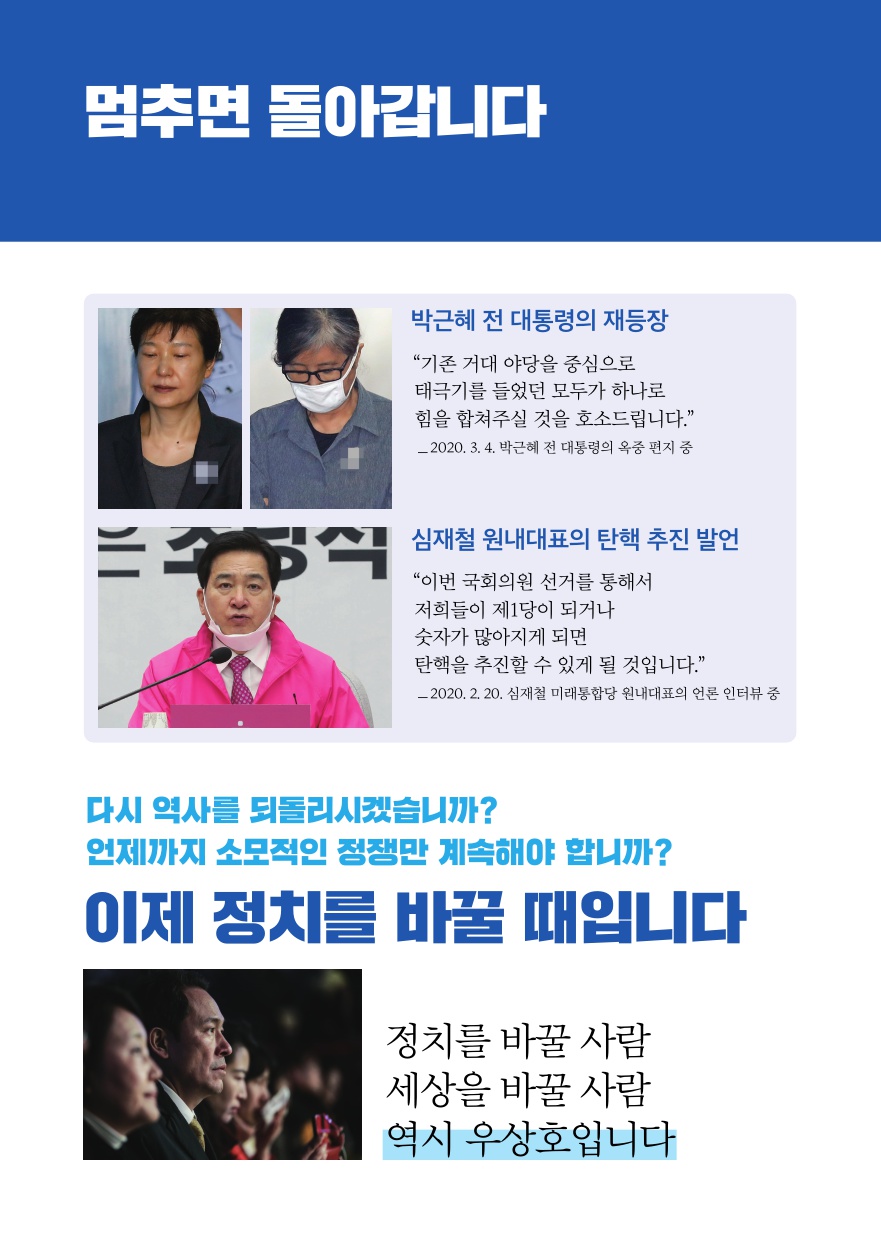 멈추면 돌아갑니다
박근혜 전 대통령의 재등장
“기존 거대 야당을 중심으로
태극기를 들었던 모두가 하나로
힘을 합쳐주실 것을 호소드립니다.”
_2020. 3. 4. 박근혜 전 대통령의 옥중 편지 중
심재철 원내대표의 탄핵 추진 발언
“이번 국회의원 선거를 통해서
저희들이 제1당이 되거나
숫자가 많아지게 되면
탄핵을 추진할 수 있게 될 것입니다.”
_2020. 2. 20. 심재철 미래통합당 원내대표의 언론 인터뷰 중
다시 역사를 되돌리시겠습니까?
언제까지 소모적인 정쟁만 계속해야 합니까?
이제 정치를 바꿀 때입니다
정치를 바꿀 사람
세상을 바꿀 사람
역시 우상호입니다